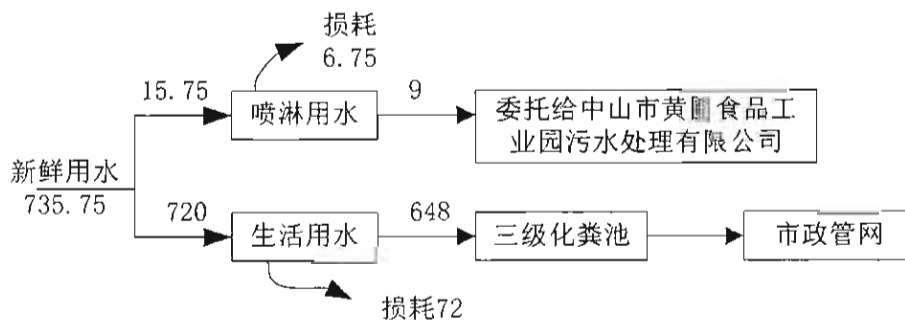 损耗
6.75
15.75
喷淋用水
9
委托给中山市黄圃食品工
业园污水处理有限公司
新鲜用水
735.75
720
生活用水
648
三级化粪池
市政管网
损耗72